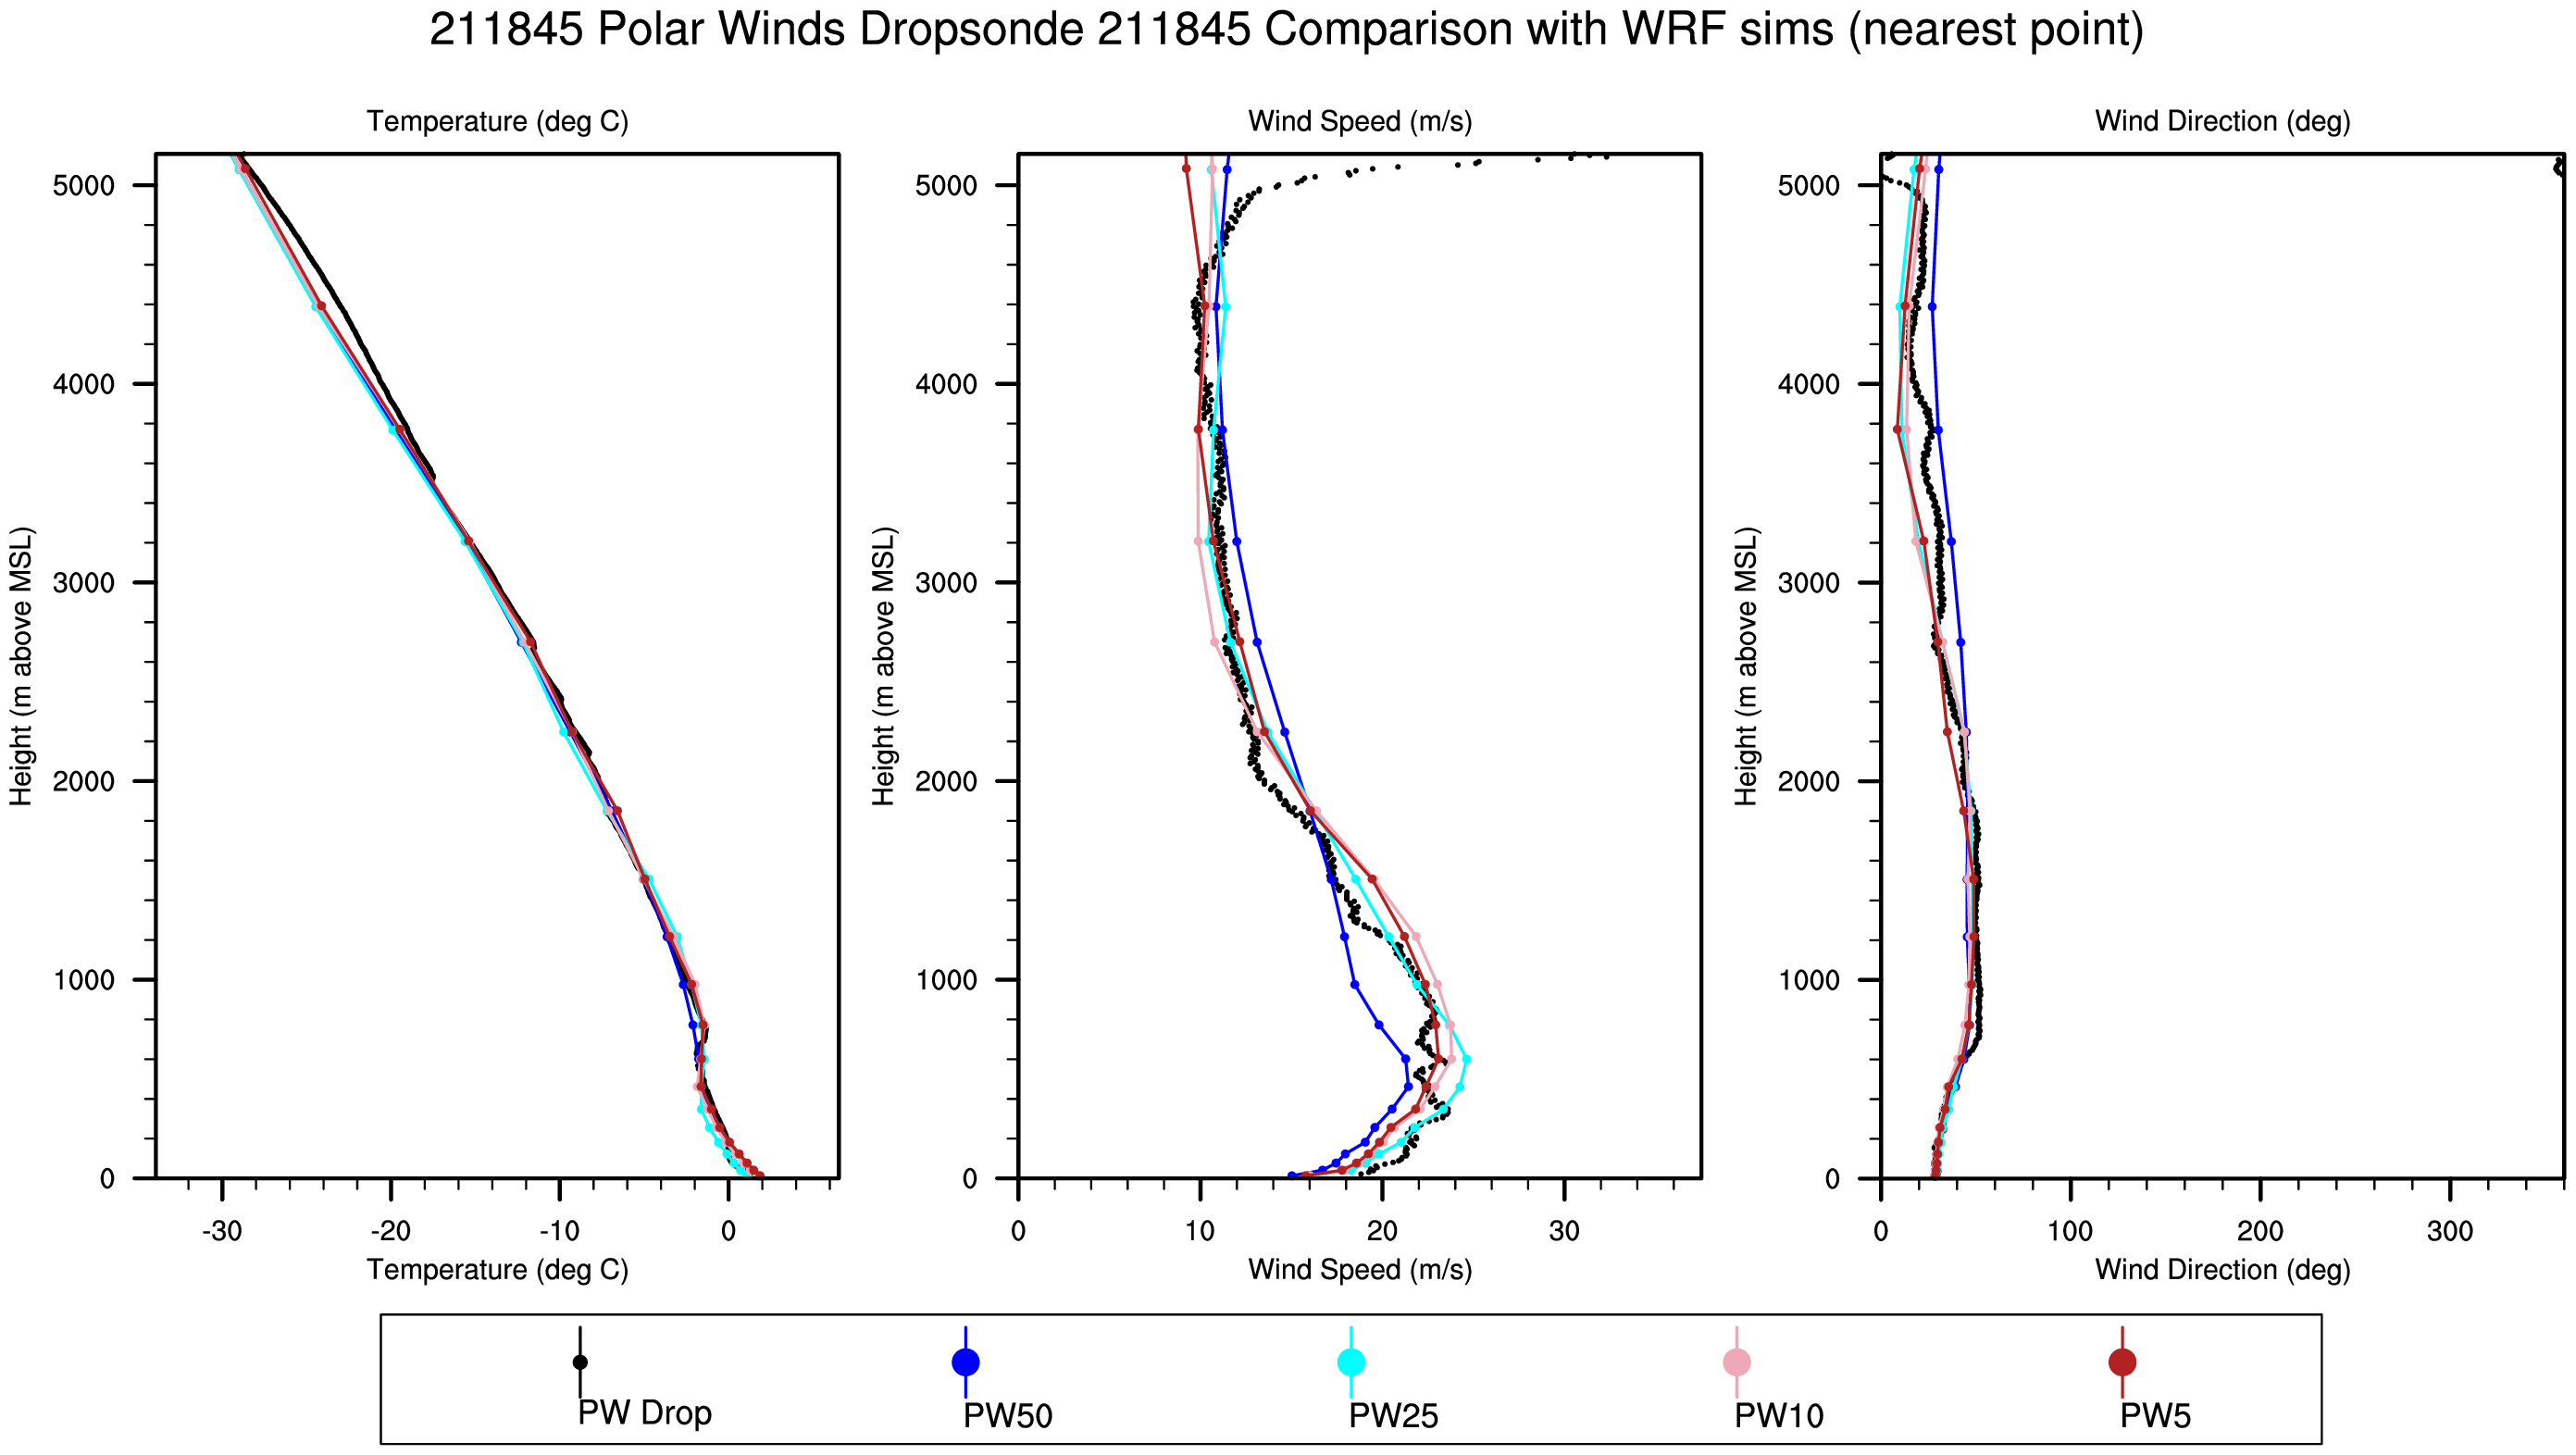 211845 Polar Winds Dropsonde 211845 Comparison with WRF sims (nearest point)
Temperature (deg C)
Wind Speed (m/s)
Wind Direction (deg)
5000
4000
3000
2000
1000
0
Height (m above MSL)
-30
-20
-10
0
Temperature (deg C)
5000
4000
3000
2000
1000
0
Height (m above MSL)
0
10
20
30
Wind Speed (m/s)
5000
4000
3000
2000
1000
0
Height (m above MSL)
0
100
200
300
Wind Direction (deg)
PW Drop
PW50
PW25
PW10
PW5